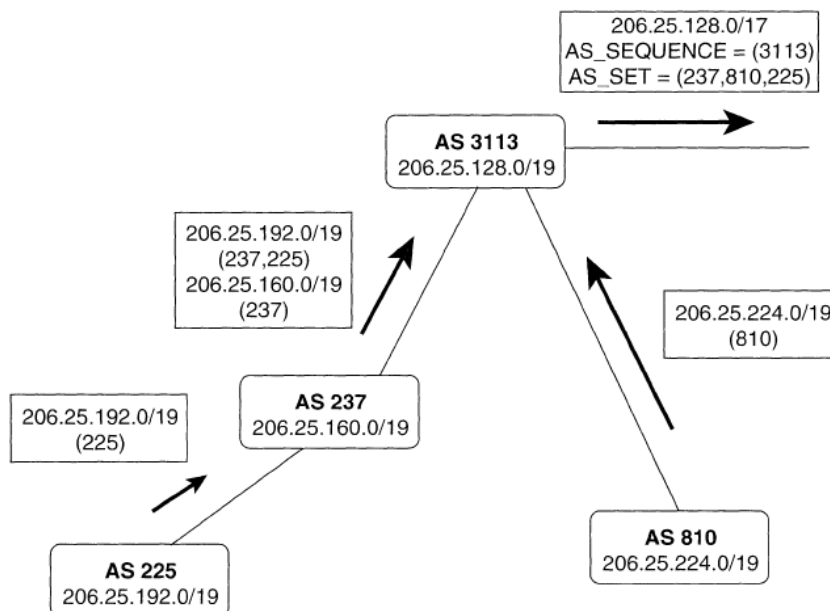 206.25.128.0/17
AS_SEQUENCE = (3113)
AS_SET = (237,810,225)
AS 3113
206.25.128.0/19
206.25.192.0/19
(237,225)
206.25.160.0/19
(237)
206.25.224.0/19
(810)
AS 237
206.25.160.0/19
206.25.192.0/19
(225)
AS 810
206.25.224.0/19
AS 225
206.25.192.0/19